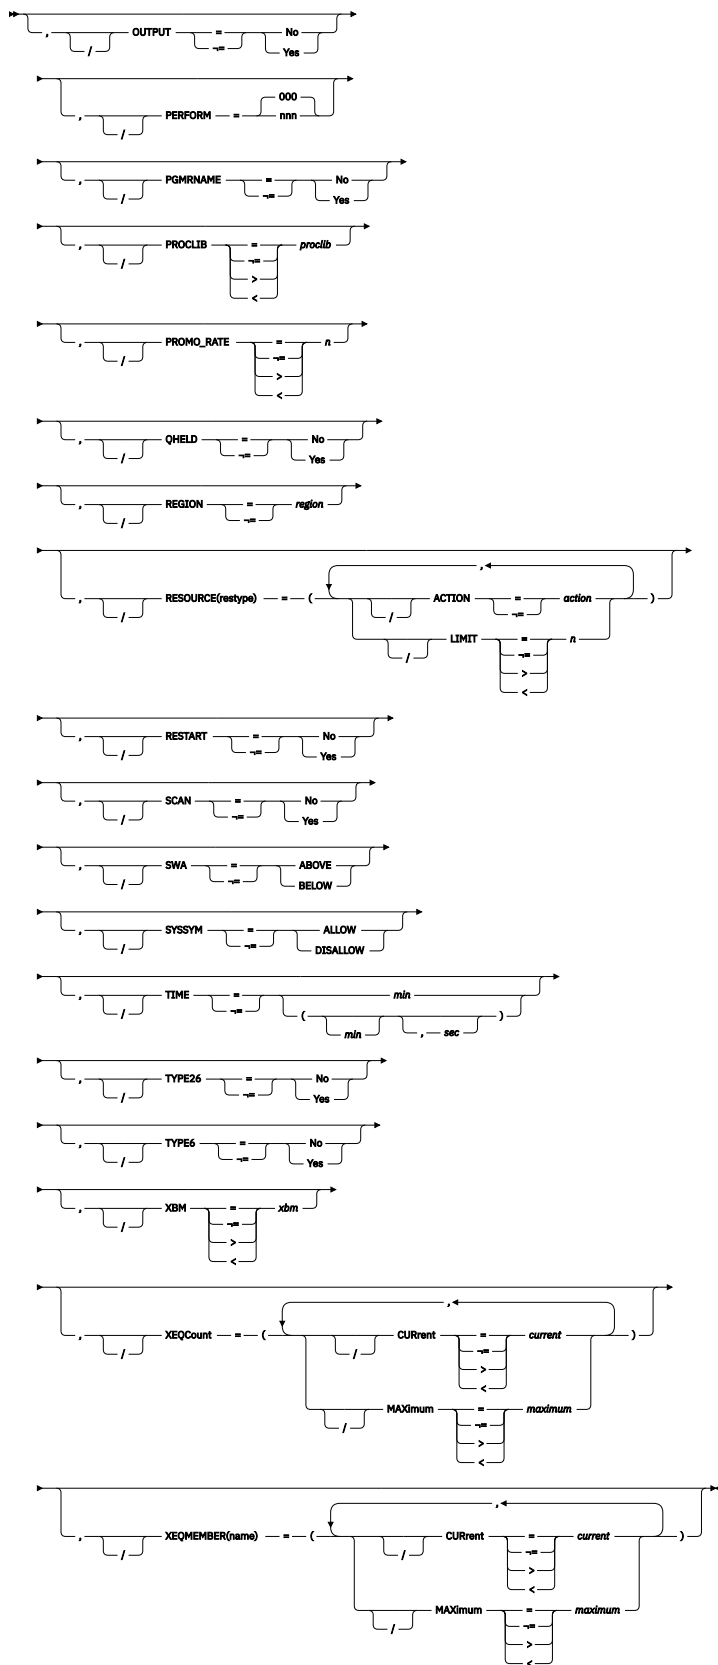 , / OUTPUT = No
¬= Yes
000
, / PERFORM = nnn
, / PGMRNAME = No
¬= Yes
, / PROCLIB = proclib
¬=
>
<
, / PROMO_RATE = n
¬=
>
<
, / QHELD = No
¬= Yes
, / REGION = region
¬=
,
, / RESOURCE(restype) = ( / ACTION = action )
¬=
/ LIMIT = n
¬=
>
<
, / RESTART = No
¬= Yes
, / SCAN = No
¬= Yes
, / SWA = ABOVE
¬= BELOW
, / SYSSYM = ALLOW
¬= DISALLOW
, / TIME = min
¬= ( min , sec )
, / TYPE26 = No
¬= Yes
, / TYPE6 = No
¬= Yes
, / XBM = xbm
¬=
>
<
,
, / XEQCount = ( / CURrent = current )
¬=
>
<
/ MAXimum = maximum
¬=
>
<
,
, / XEQMEMBER(name) = ( / CURrent = current )
¬=
>
<
/ MAXimum = maximum
¬=
>
<